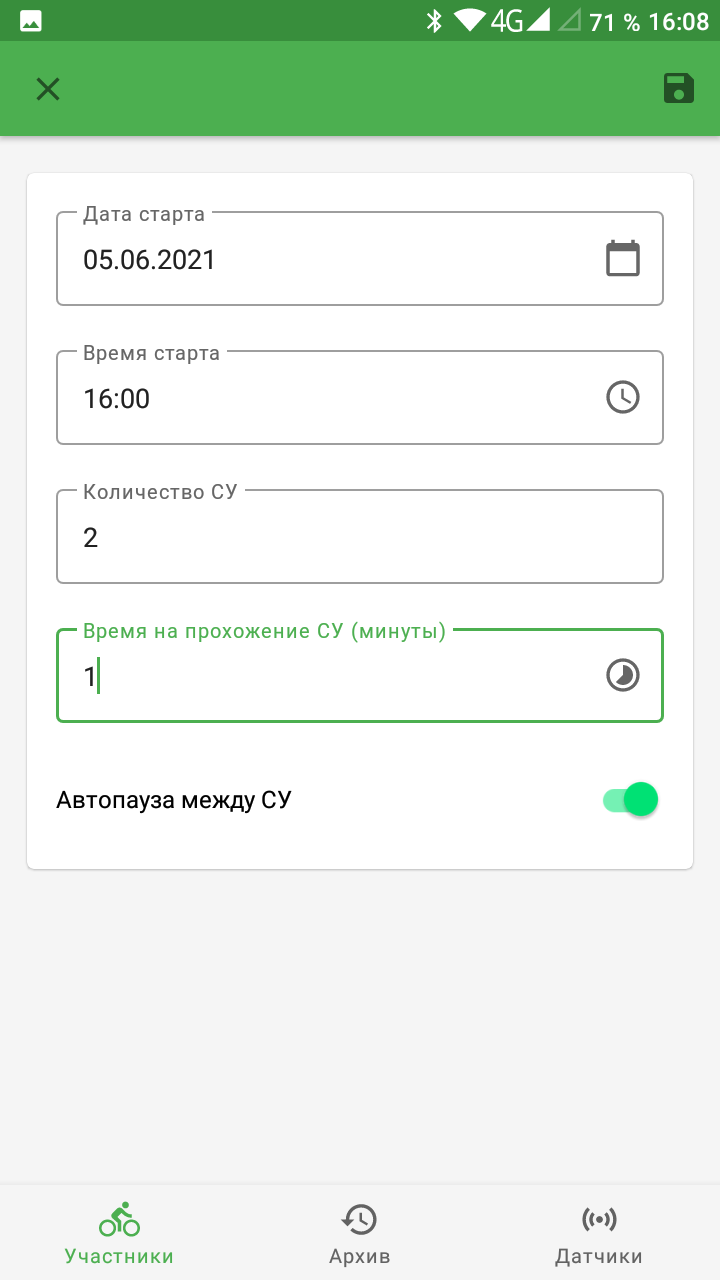 4G 71 % 16:08
Дата старта
05.06.2021
Время старта
16:00
Количество СУ
2
Время на прохожение СУ (минуты)
1
Автопауза между СУ
Участники Архив Датчики